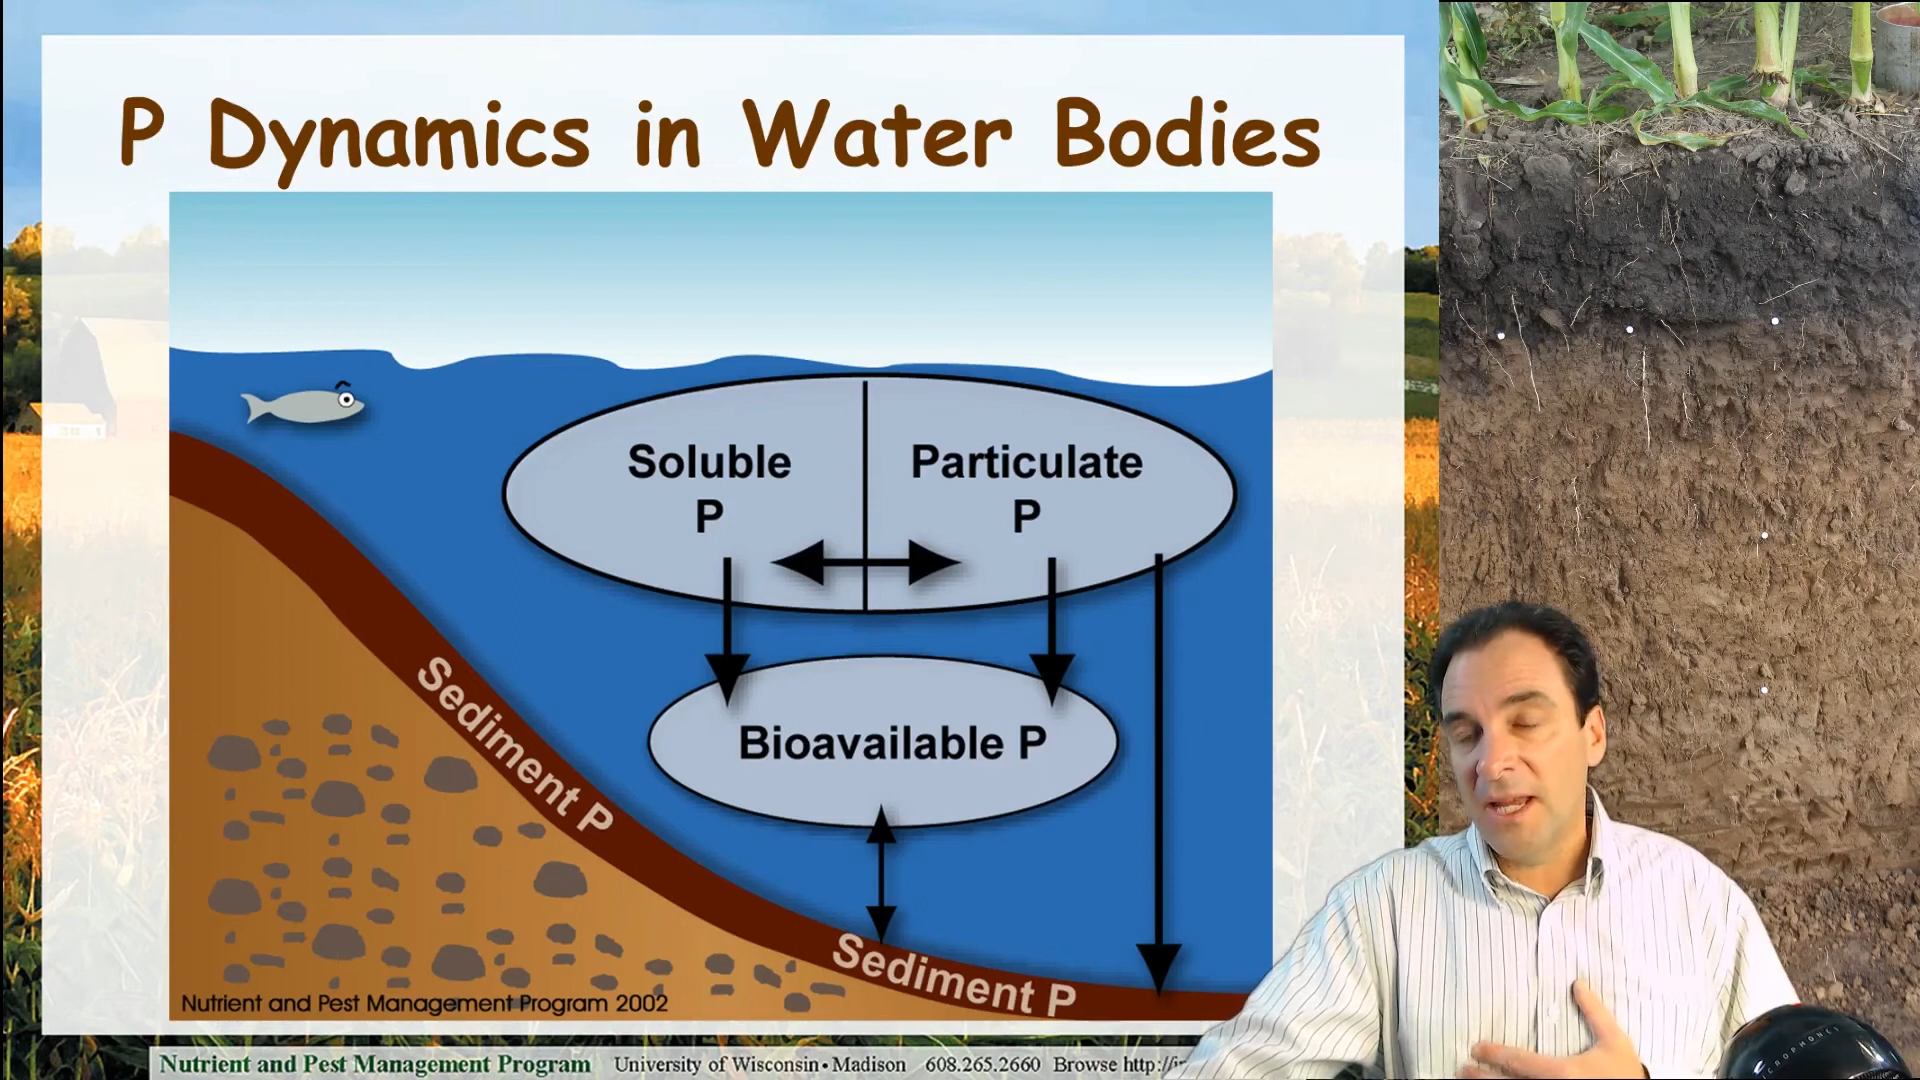 P Dynamics in Water Bodies
Soluble
P
Particulate
P
Bioavailable P
Sediment P
Sediment P
Nutrient and Pest Management Program 2002
Nutrient and Pest Management Program University of Wisconsin • Madison 608.265.2660 Browse http://